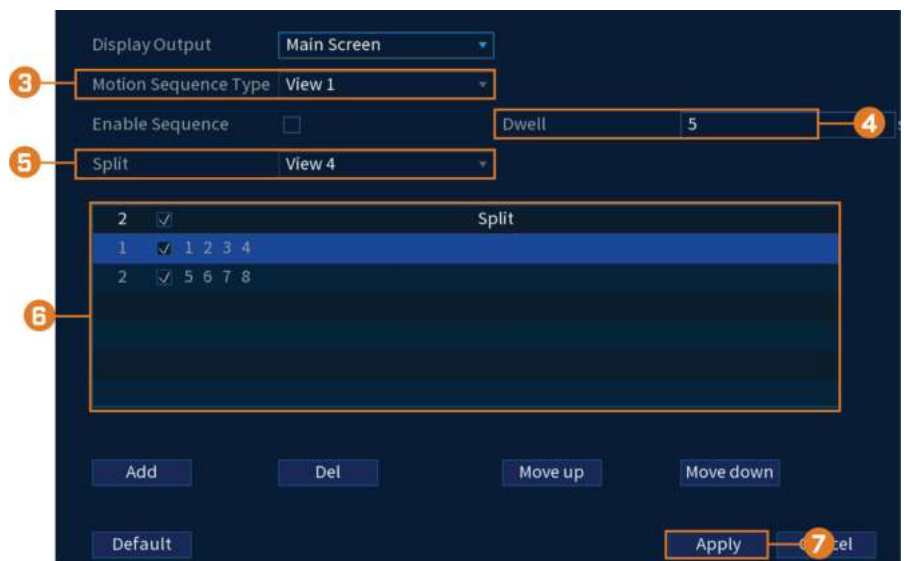 Display Output Main Screen
3 Motion Sequence Type View 1
Enable Sequence Dwell 5 4
5 Split View 4
2 Split
1 1 2 3 4
2 5 6 7 8
6
Add Del Move up Move down
Default Apply 7 cel